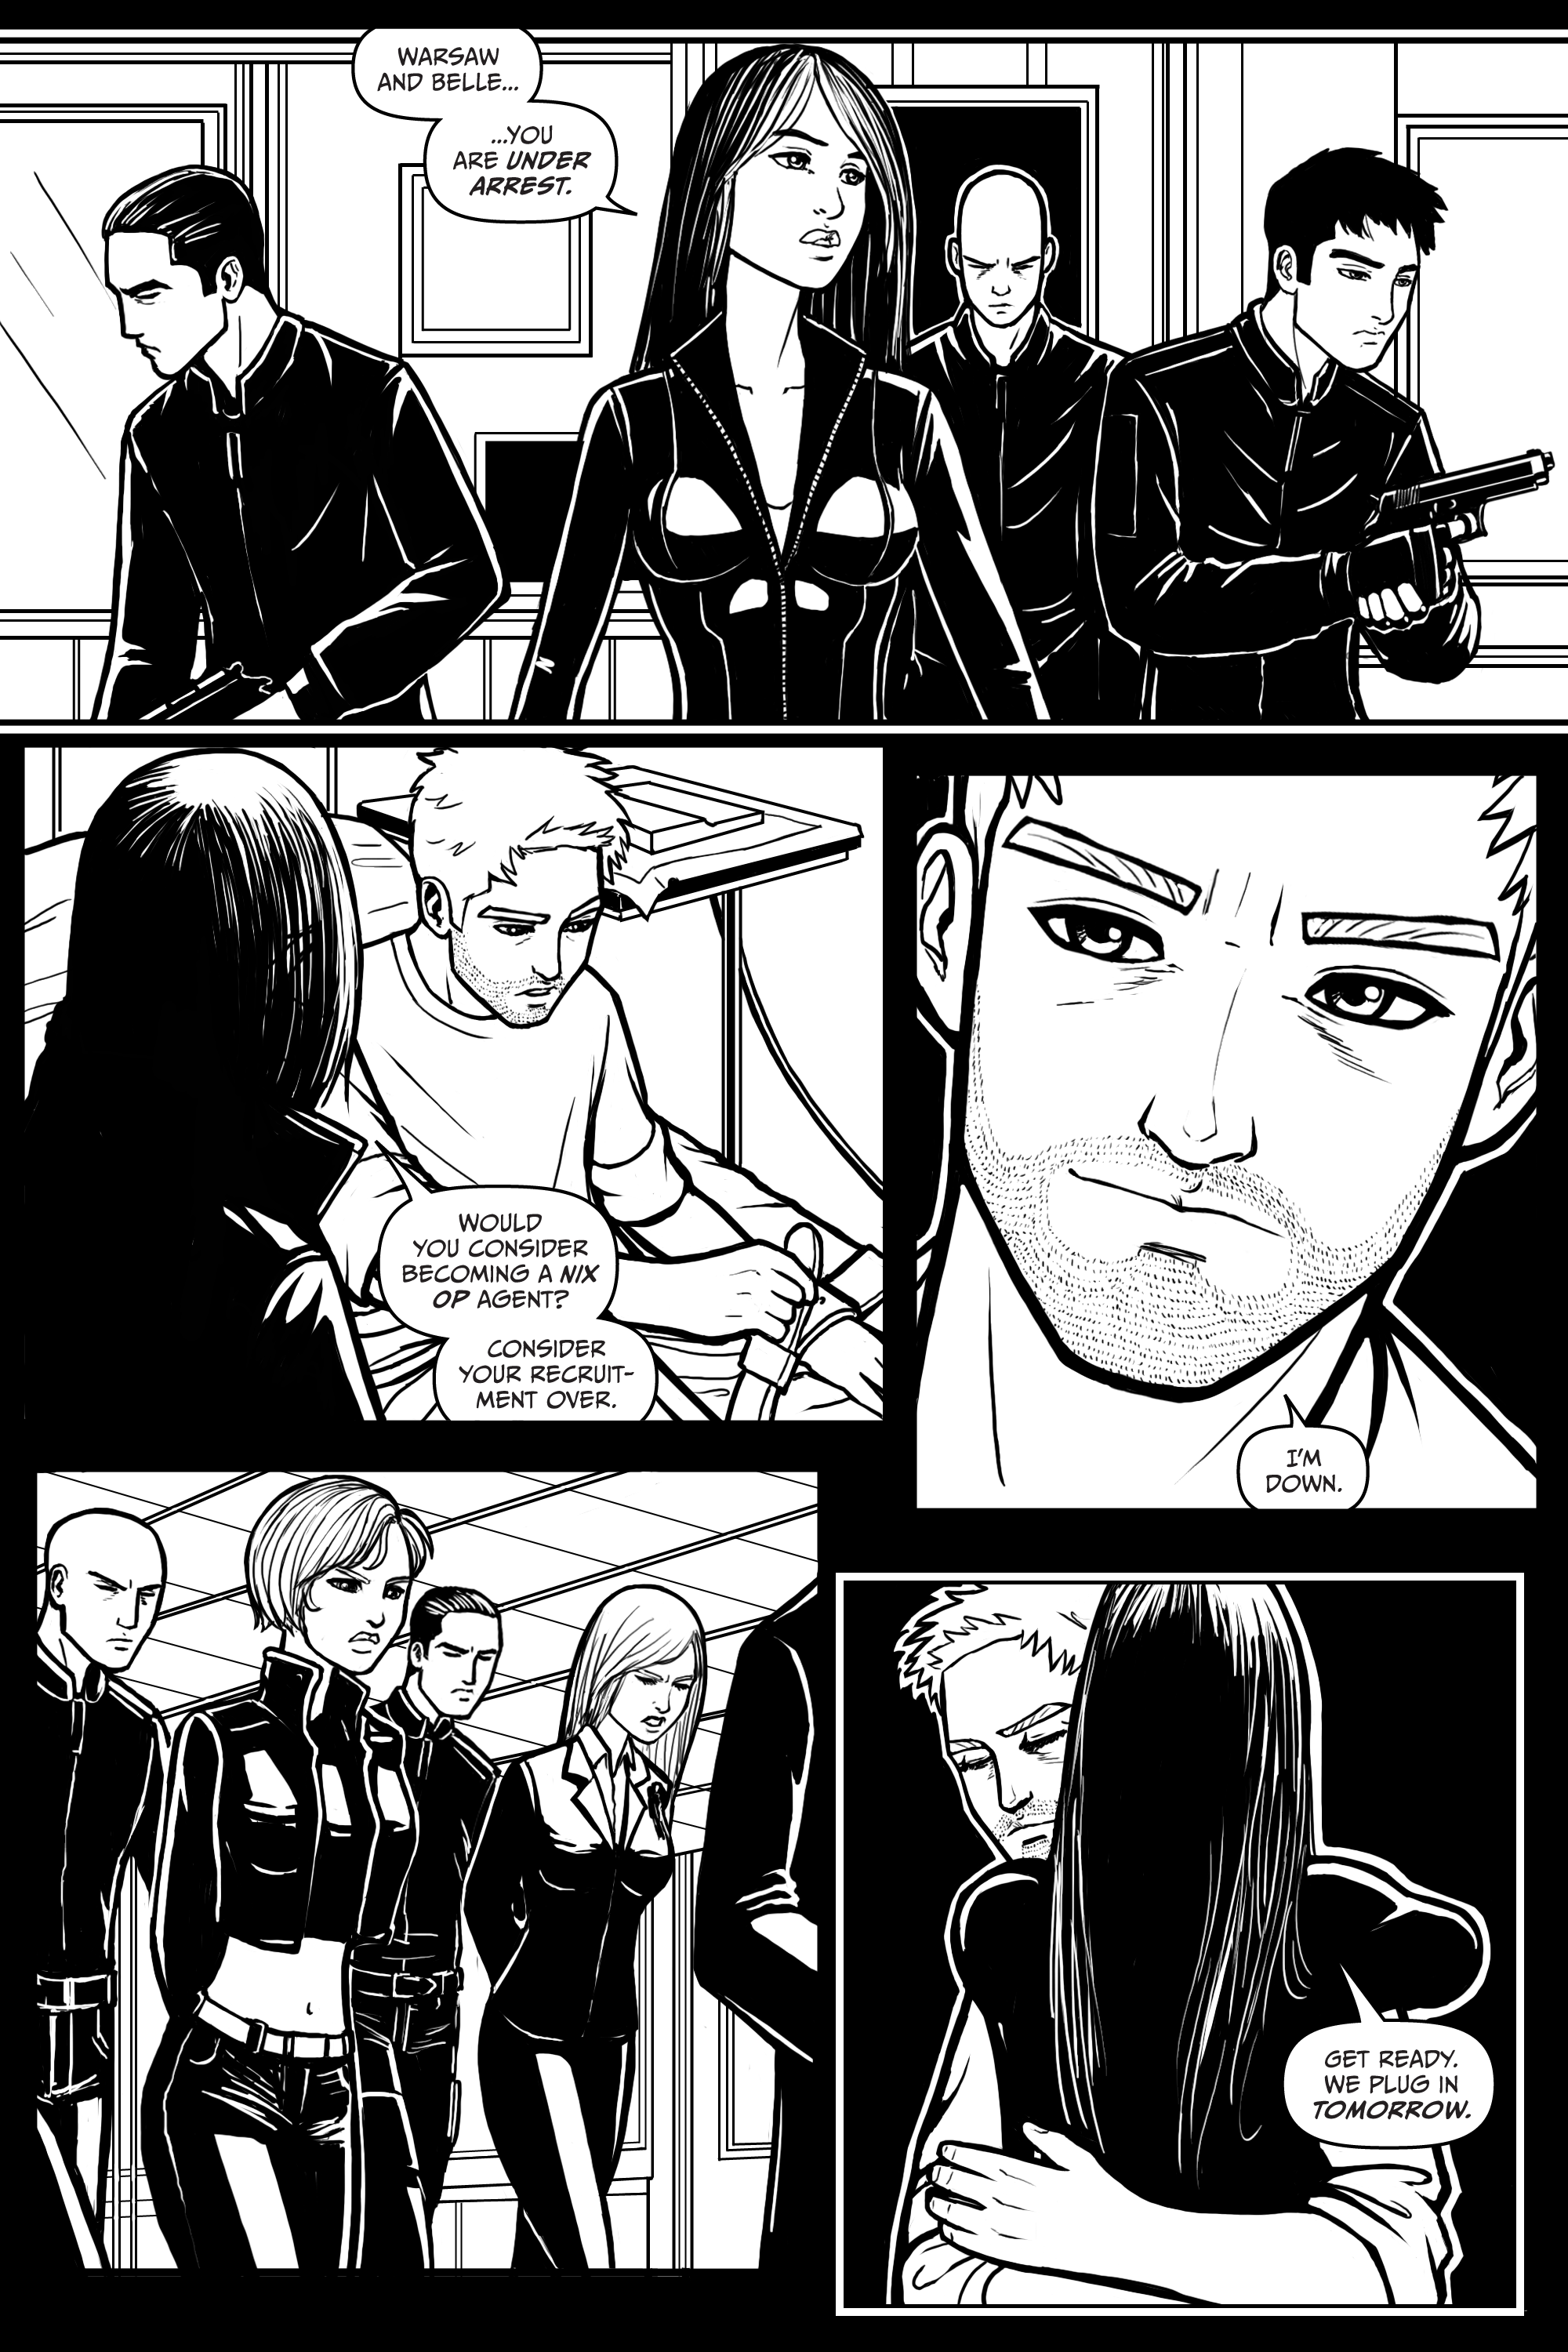 WARSAW
AND BELLE...
...YOU
ARE UNDER
ARREST.
WOULD
YOU CONSIDER
BECOMING A NIX
OP AGENT?
CONSIDER
YOUR RECRUIT-
MENT OVER.
I'M
DOWN.
GET READY.
WE PLUG IN
TOMORROW.